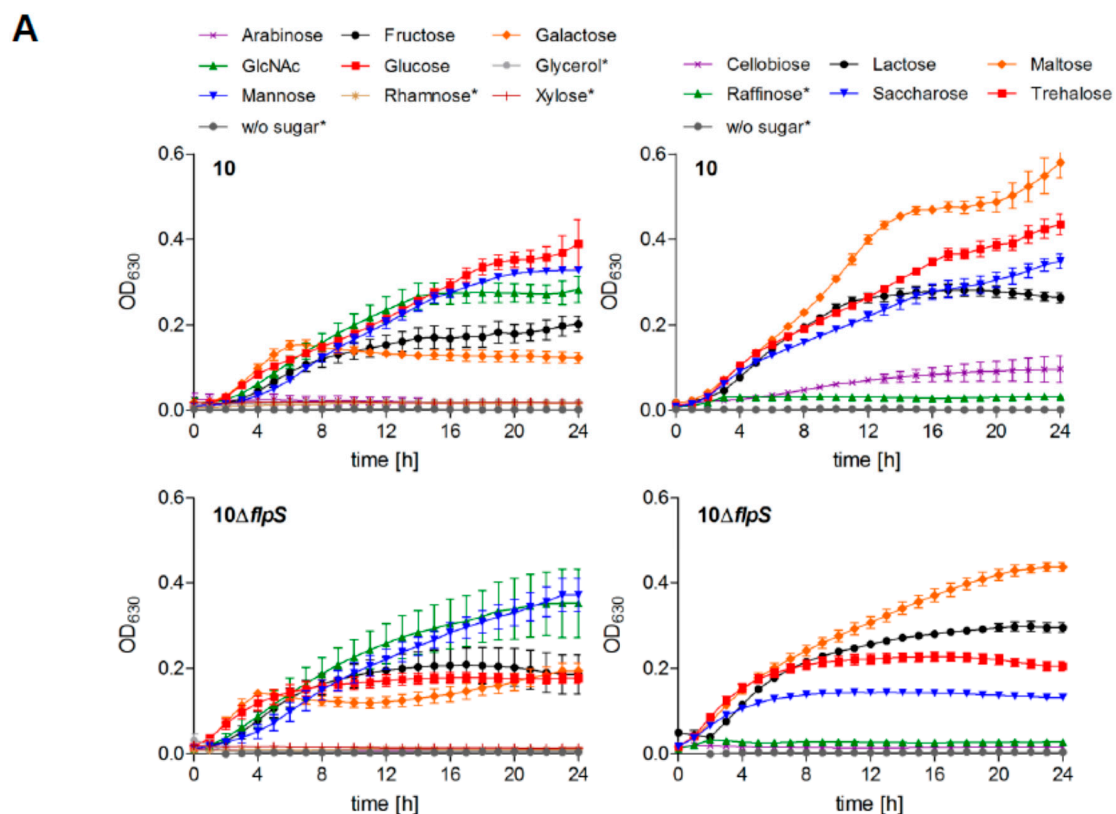 A
Arabinose Fructose Galactose
GlcNAc Glucose Glycerol*
Mannose Rhamnose* Xylose*
w/o sugar*
Cellobiose Lactose Maltose
Raffinose* Saccharose Trehalose
w/o sugar*
10
OD630
0.6
0.4
0.2
0.0
0 4 8 12 16 20 24
time [h]
10
OD630
0.6
0.4
0.2
0.0
0 4 8 12 16 20 24
time [h]
10ΔflpS
OD630
0.6
0.4
0.2
0.0
0 4 8 12 16 20 24
time [h]
10ΔflpS
OD630
0.6
0.4
0.2
0.0
0 4 8 12 16 20 24
time [h]